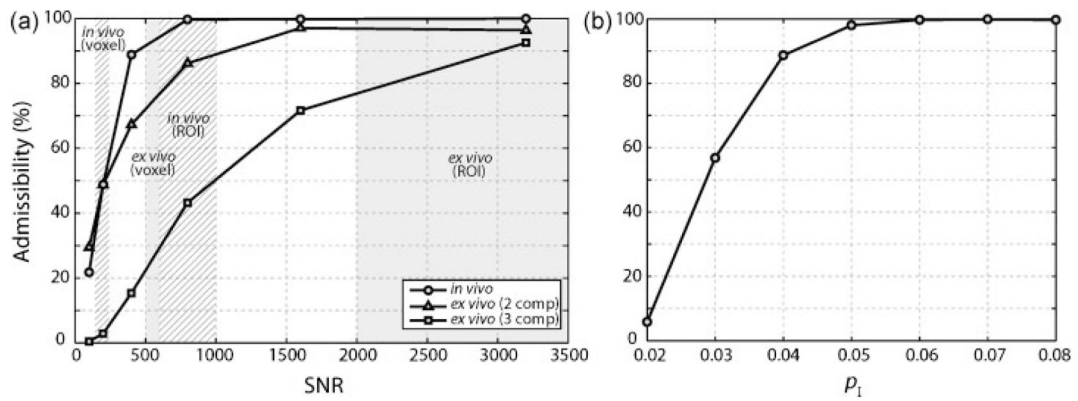 (a)
Admissibility (%)
100
80
60
40
20
0
in vivo
(voxel)
ex vivo
(voxel)
in vivo
(ROI)
ex vivo
(ROI)
in vivo
ex vivo (2 comp)
ex vivo (3 comp)
0 500 1000 1500 2000 2500 3000 3500
SNR
(b)
100
80
60
40
20
0
0.02 0.03 0.04 0.05 0.06 0.07 0.08
pI